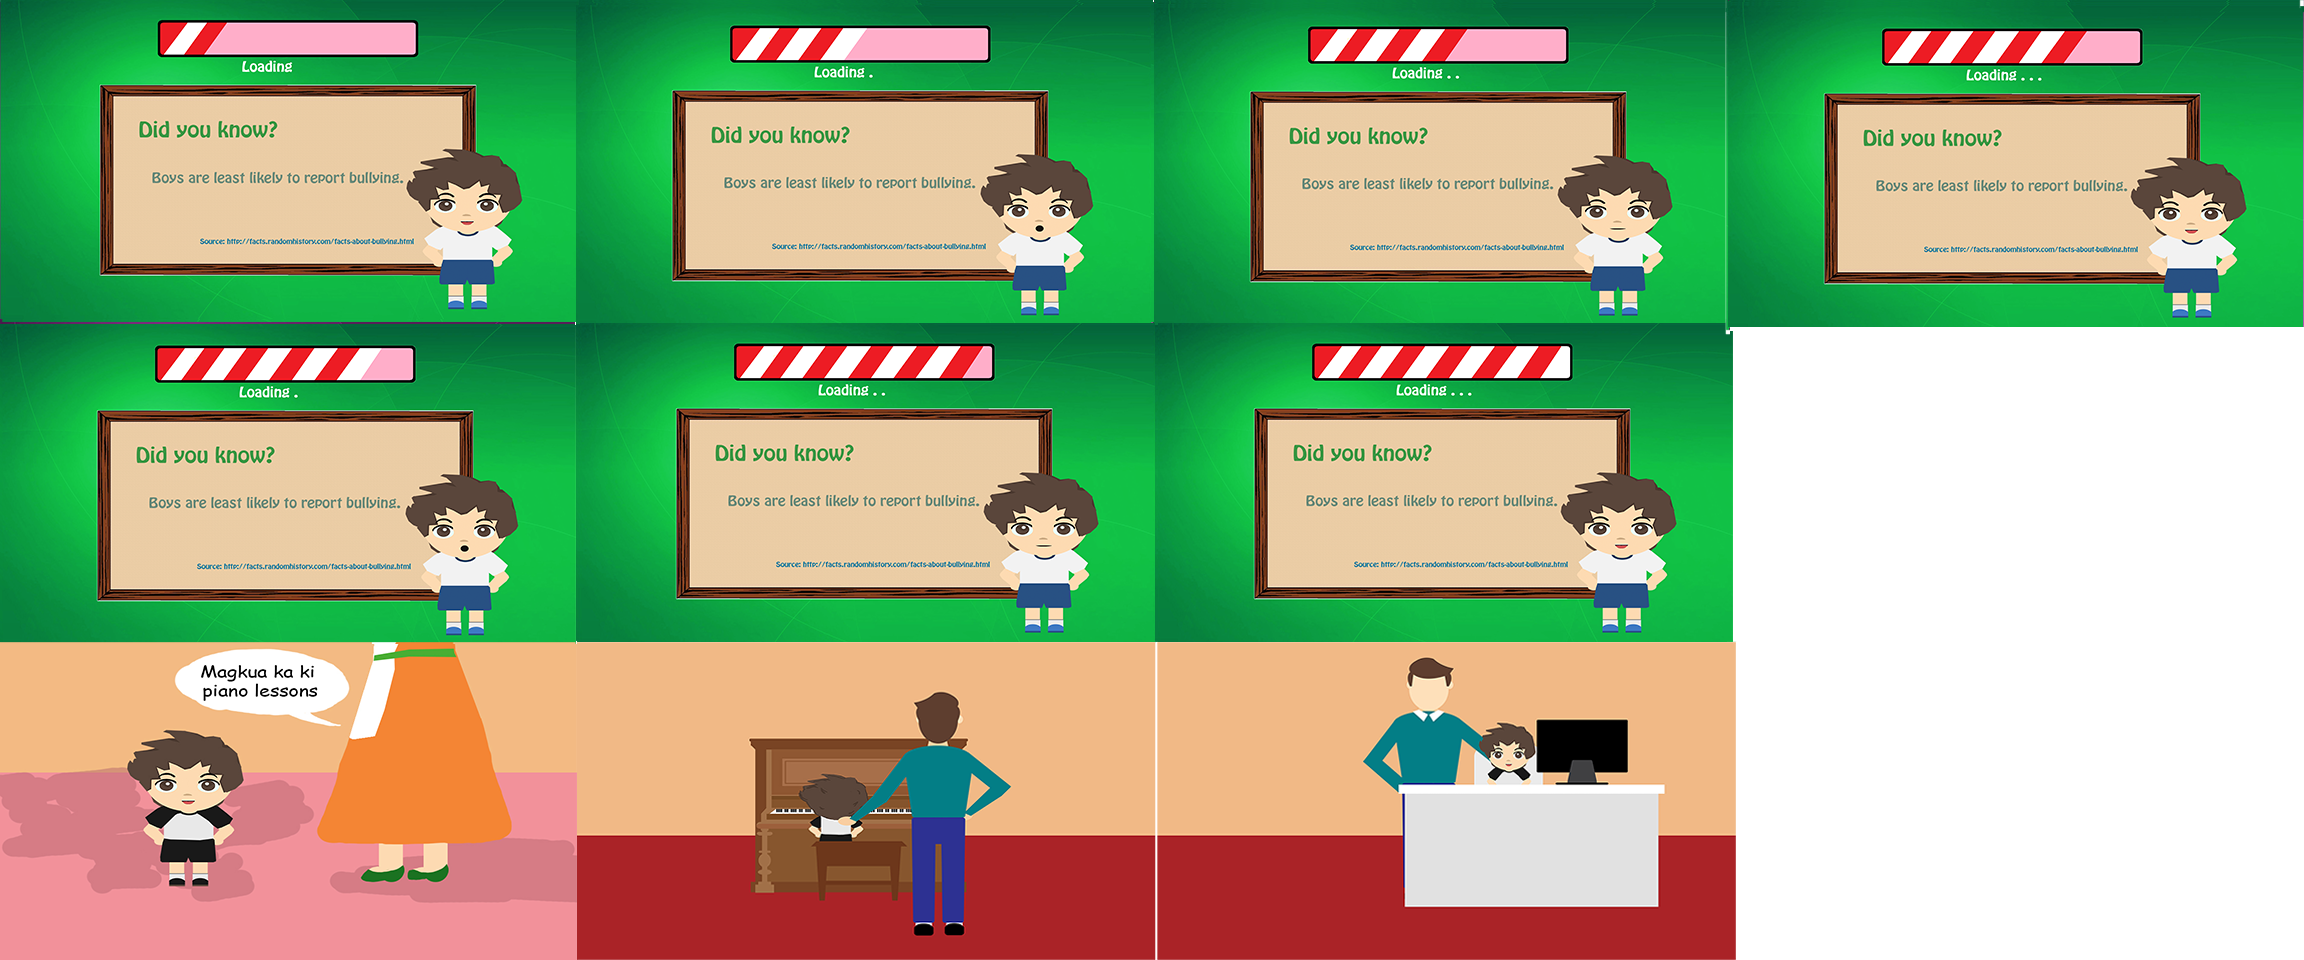 Loading
Did you know?
Boys are least likely to report bullying.
Source: http://facts.randomhistory.com/facts-about-bullying.html
Loading .
Did you know?
Boys are least likely to report bullying.
Source: http://facts.randomhistory.com/facts-about-bullying.html
Loading . .
Did you know?
Boys are least likely to report bullying.
Source: http://facts.randomhistory.com/facts-about-bullying.html
Loading . . .
Did you know?
Boys are least likely to report bullying.
Source: http://facts.randomhistory.com/facts-about-bullying.html
Loading .
Did you know?
Boys are least likely to report bullying.
Source: http://facts.randomhistory.com/facts-about-bullying.html
Loading . .
Did you know?
Boys are least likely to report bullying.
Source: http://facts.randomhistory.com/facts-about-bullying.html
Loading . . .
Did you know?
Boys are least likely to report bullying.
Source: http://facts.randomhistory.com/facts-about-bullying.html
Magkua ka ki
piano lessons